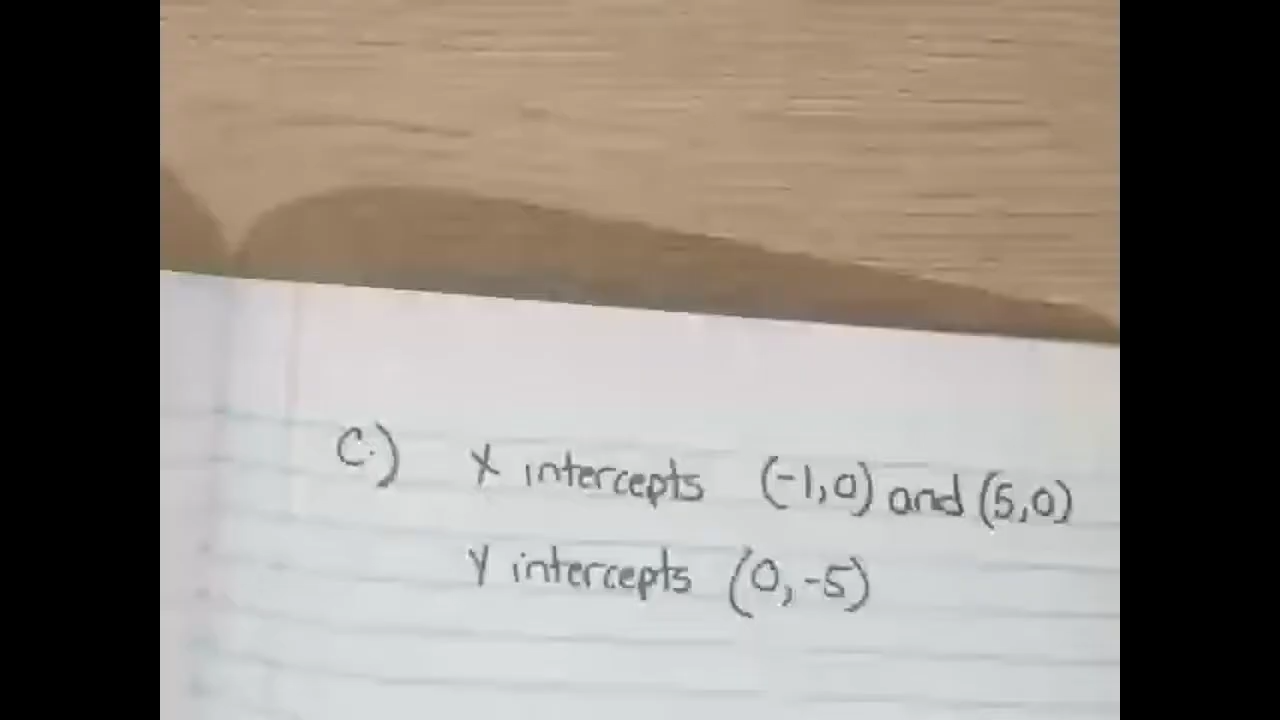 C.) X intercepts (-1,0) and (5,0)
Y intercepts (0,-5)